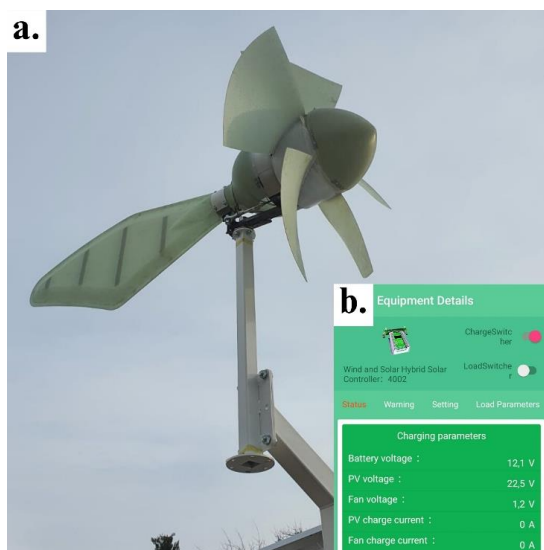 a.
b.
Equipment Details
ChargeSwitc
her
Wind and Solar Hybrid Solar
Controller: 4002
LoadSwitche
r
Status Warning Setting Load Parameters
Charging parameters
Battery voltage : 12,1 V
PV voltage : 22,5 V
Fan voltage : 1,2 V
PV charge current : 0 A
Fan charge current : 0 A